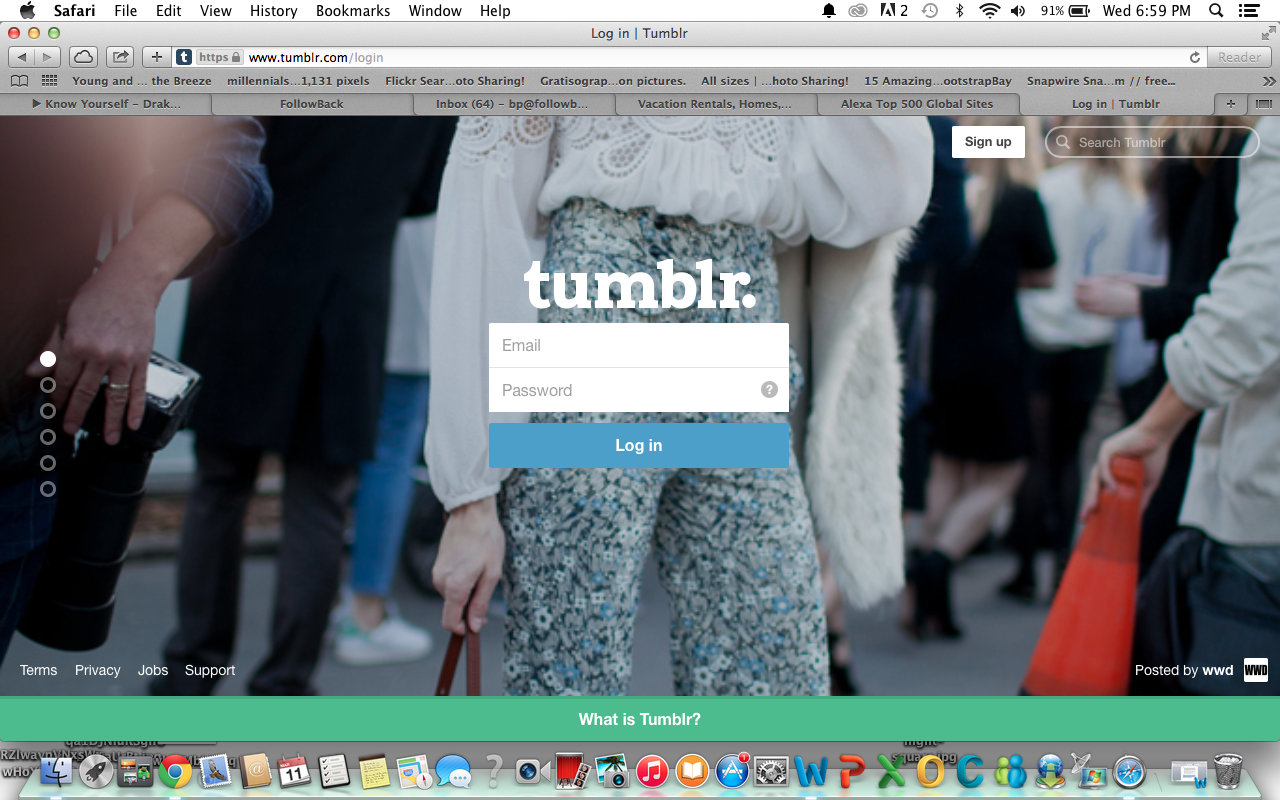 Safari File Edit View History Bookmarks Window Help 2 91% Wed 6:59 PM
Log in | Tumblr
t https www.tumblr.com/login Reader
Young and ... the Breeze millennials...1,131 pixels Flickr Sear...oto Sharing! Gratisograp...on pictures. All sizes | ...hoto Sharing! 15 Amazing...ootstrapBay Snapwire Sna...m // free...
▶ Know Yourself – Drak... FollowBack Inbox (64) – bp@followb... Vacation Rentals, Homes,... Alexa Top 500 Global Sites Log in | Tumblr
Sign up Search Tumblr
tumblr.
Email
Password ?
Log in
Terms Privacy Jobs Support Posted by wwd WWD
What is Tumblr?
MAR
11
1